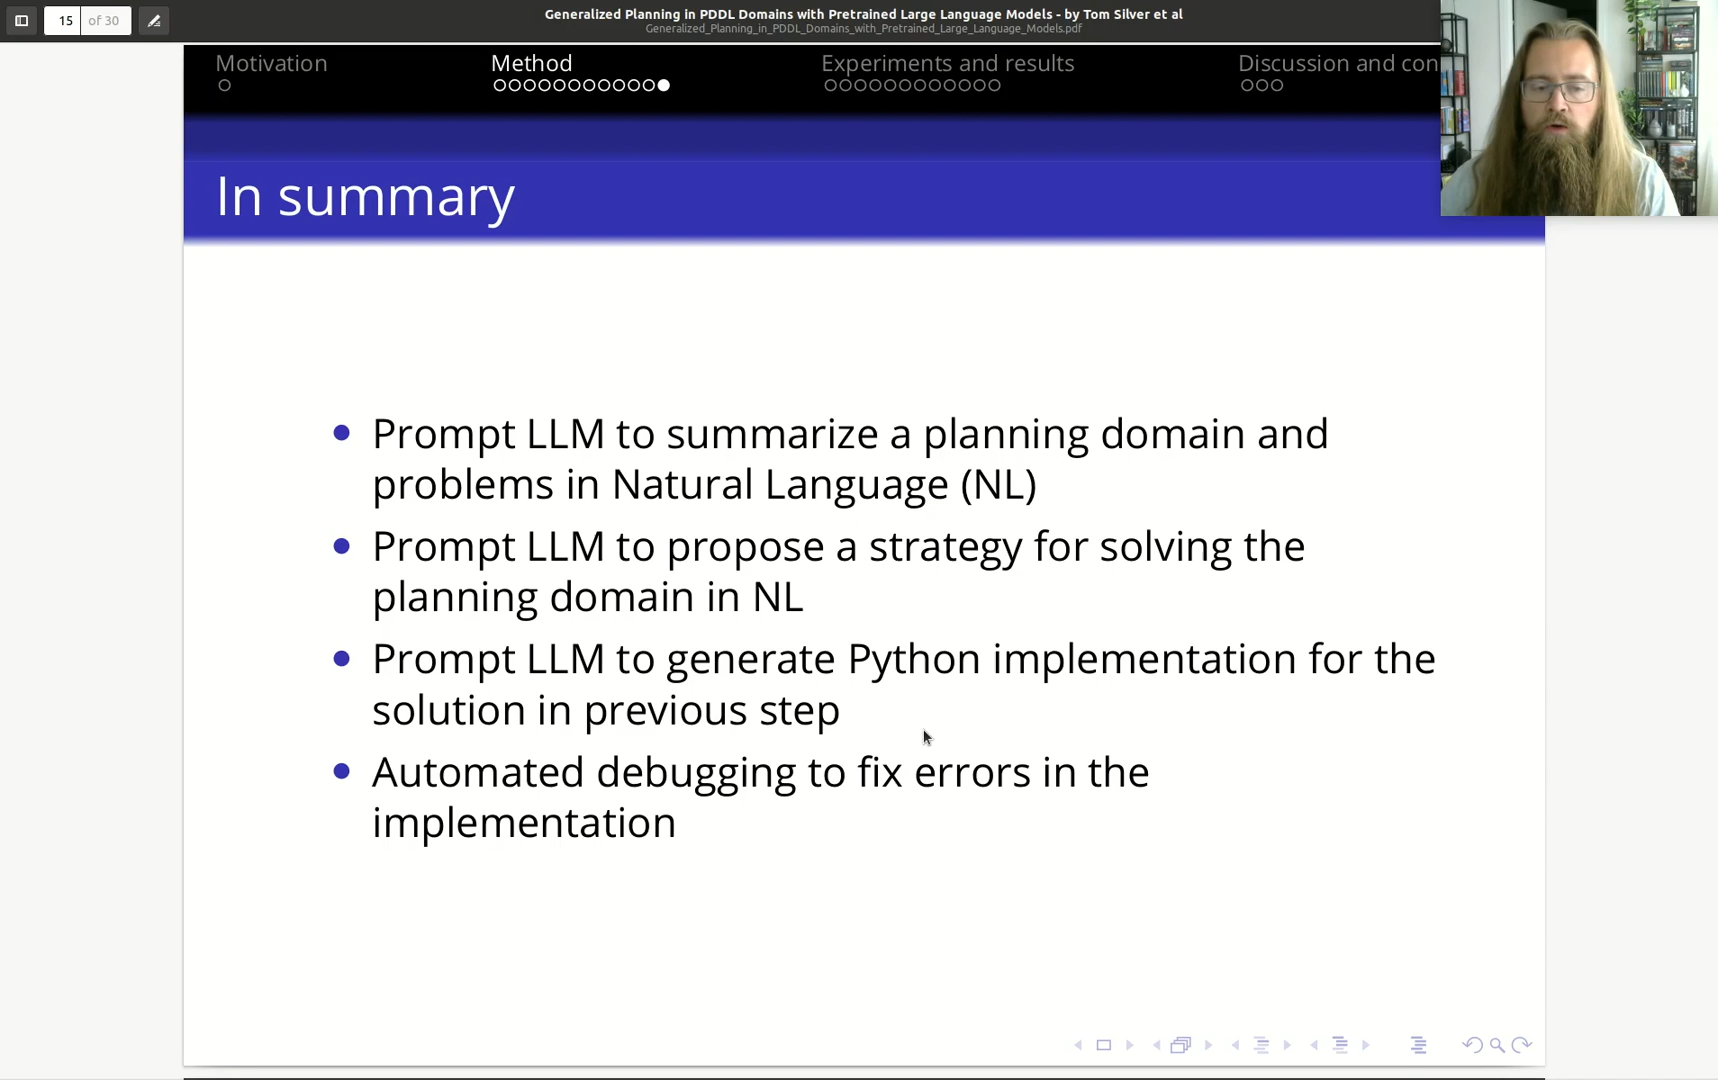 15 of 30
Generalized Planning in PDDL Domains with Pretrained Large Language Models - by Tom Silver et al
Generalized_Planning_in_PDDL_Domains_with_Pretrained_Large_Language_Models.pdf
Motivation Method Experiments and results Discussion and con
In summary
Prompt LLM to summarize a planning domain and
problems in Natural Language (NL)
Prompt LLM to propose a strategy for solving the
planning domain in NL
Prompt LLM to generate Python implementation for the
solution in previous step
Automated debugging to fix errors in the
implementation